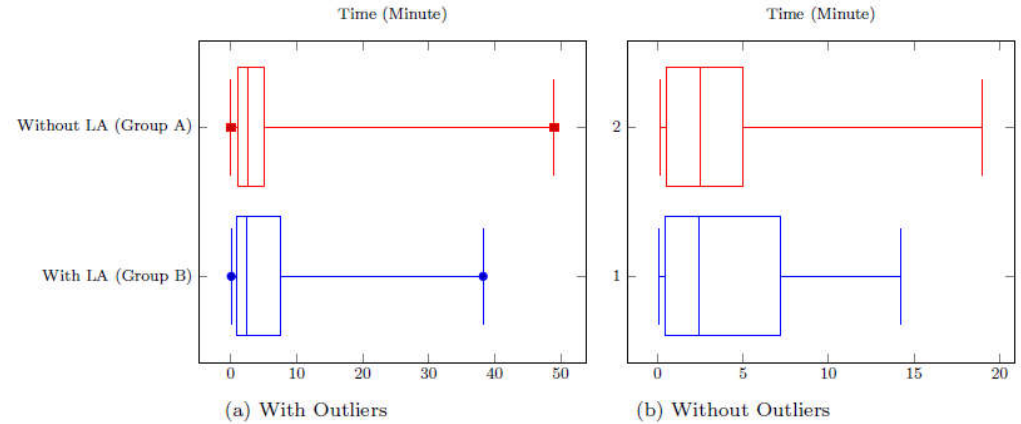 Time (Minute)
Without LA (Group A)
With LA (Group B)
0 10 20 30 40 50
(a) With Outliers
Time (Minute)
2
1
0 5 10 15 20
(b) Without Outliers